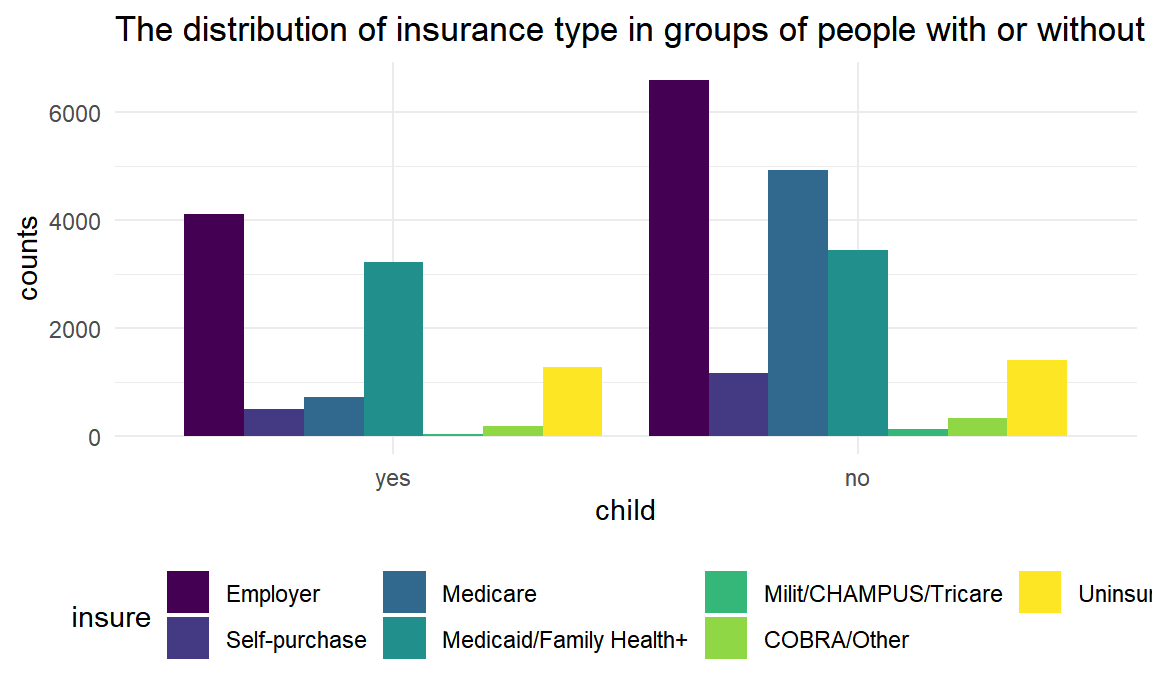 The distribution of insurance type in groups of people with or without
6000
4000
2000
0
counts
yes no
child
insure
Employer Medicare Milit/CHAMPUS/Tricare Uninsur
Self-purchase Medicaid/Family Health+ COBRA/Other